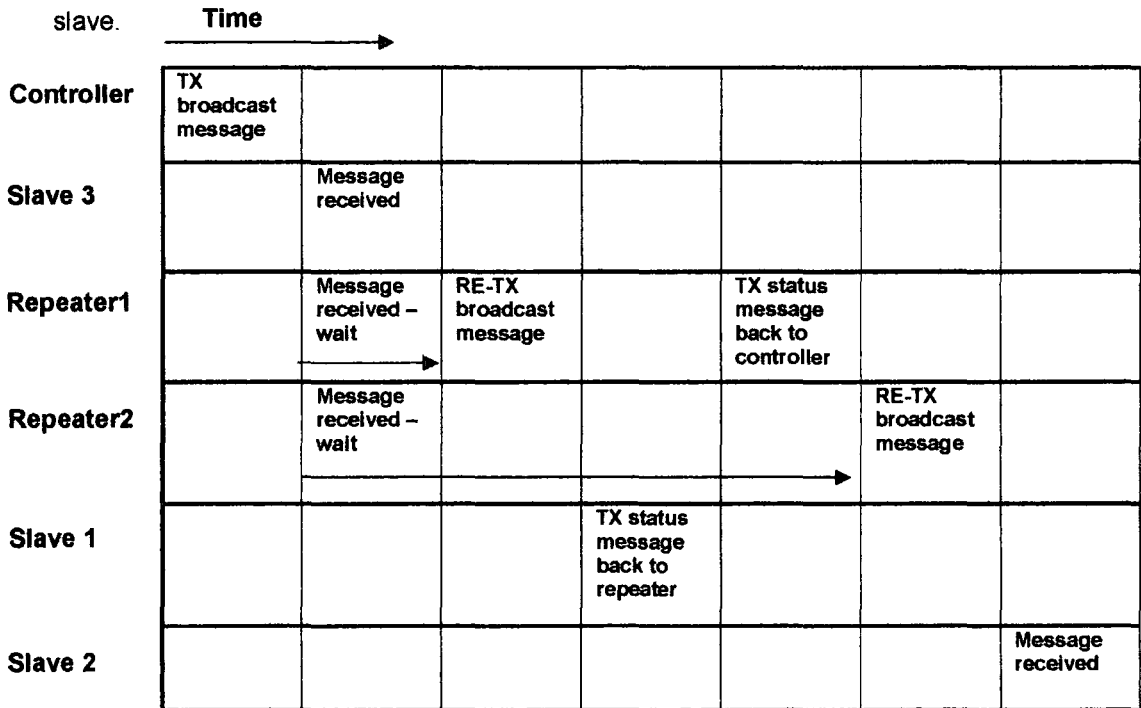 slave.
Time
Controller
TX
broadcast
message
Slave 3
Message
received
Repeater1
Message
received –
wait
RE-TX
broadcast
message
TX status
message
back to
controller
Repeater2
Message
received –
wait
RE-TX
broadcast
message
Slave 1
TX status
message
back to
repeater
Slave 2
Message
received